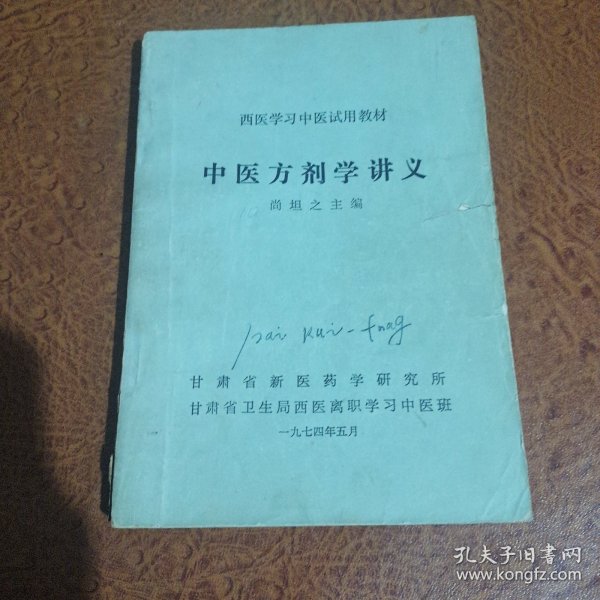 西医学习中医试用教材
中医方剂学讲义
尚坦之主编
甘肃省新医药学研究所
甘肃省卫生局西医离职学习中医班
一九七四年五月
孔夫子旧书网
www.kongfz.com